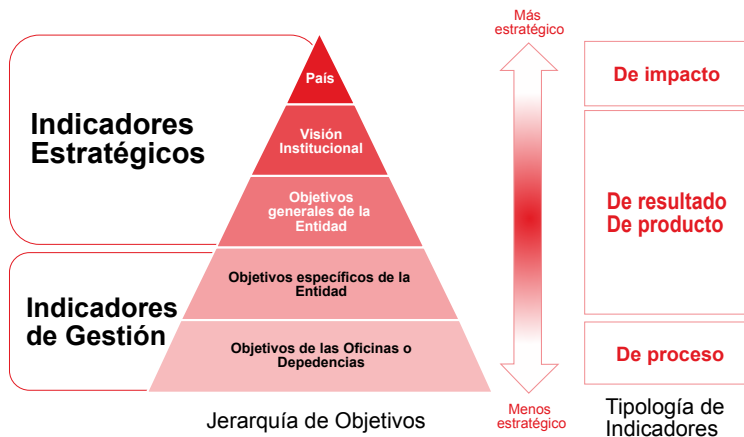 Indicadores
Estratégicos
Indicadores
de Gestión
País
Visión
Institucional
Objetivos
generales de la
Entidad
Objetivos específicos de la
Entidad
Objetivos de las Oficinas o
Depedencias
Jerarquía de Objetivos
Más
estratégico
Menos
estratégico
De impacto
De resultado
De producto
De proceso
Tipología de
Indicadores